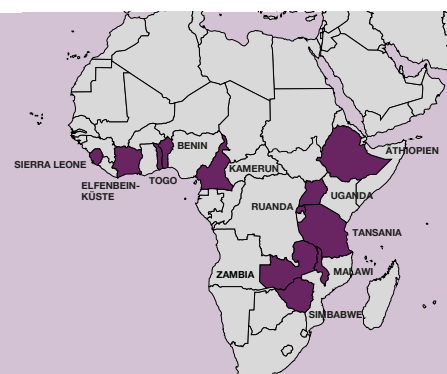 BENIN
ÄTHIOPIEN
SIERRA LEONE
KAMERUN
TOGO
ELFENBEIN-
KÜSTE
UGANDA
RUANDA
TANSANIA
ZAMBIA
MALAWI
SIMBABWE